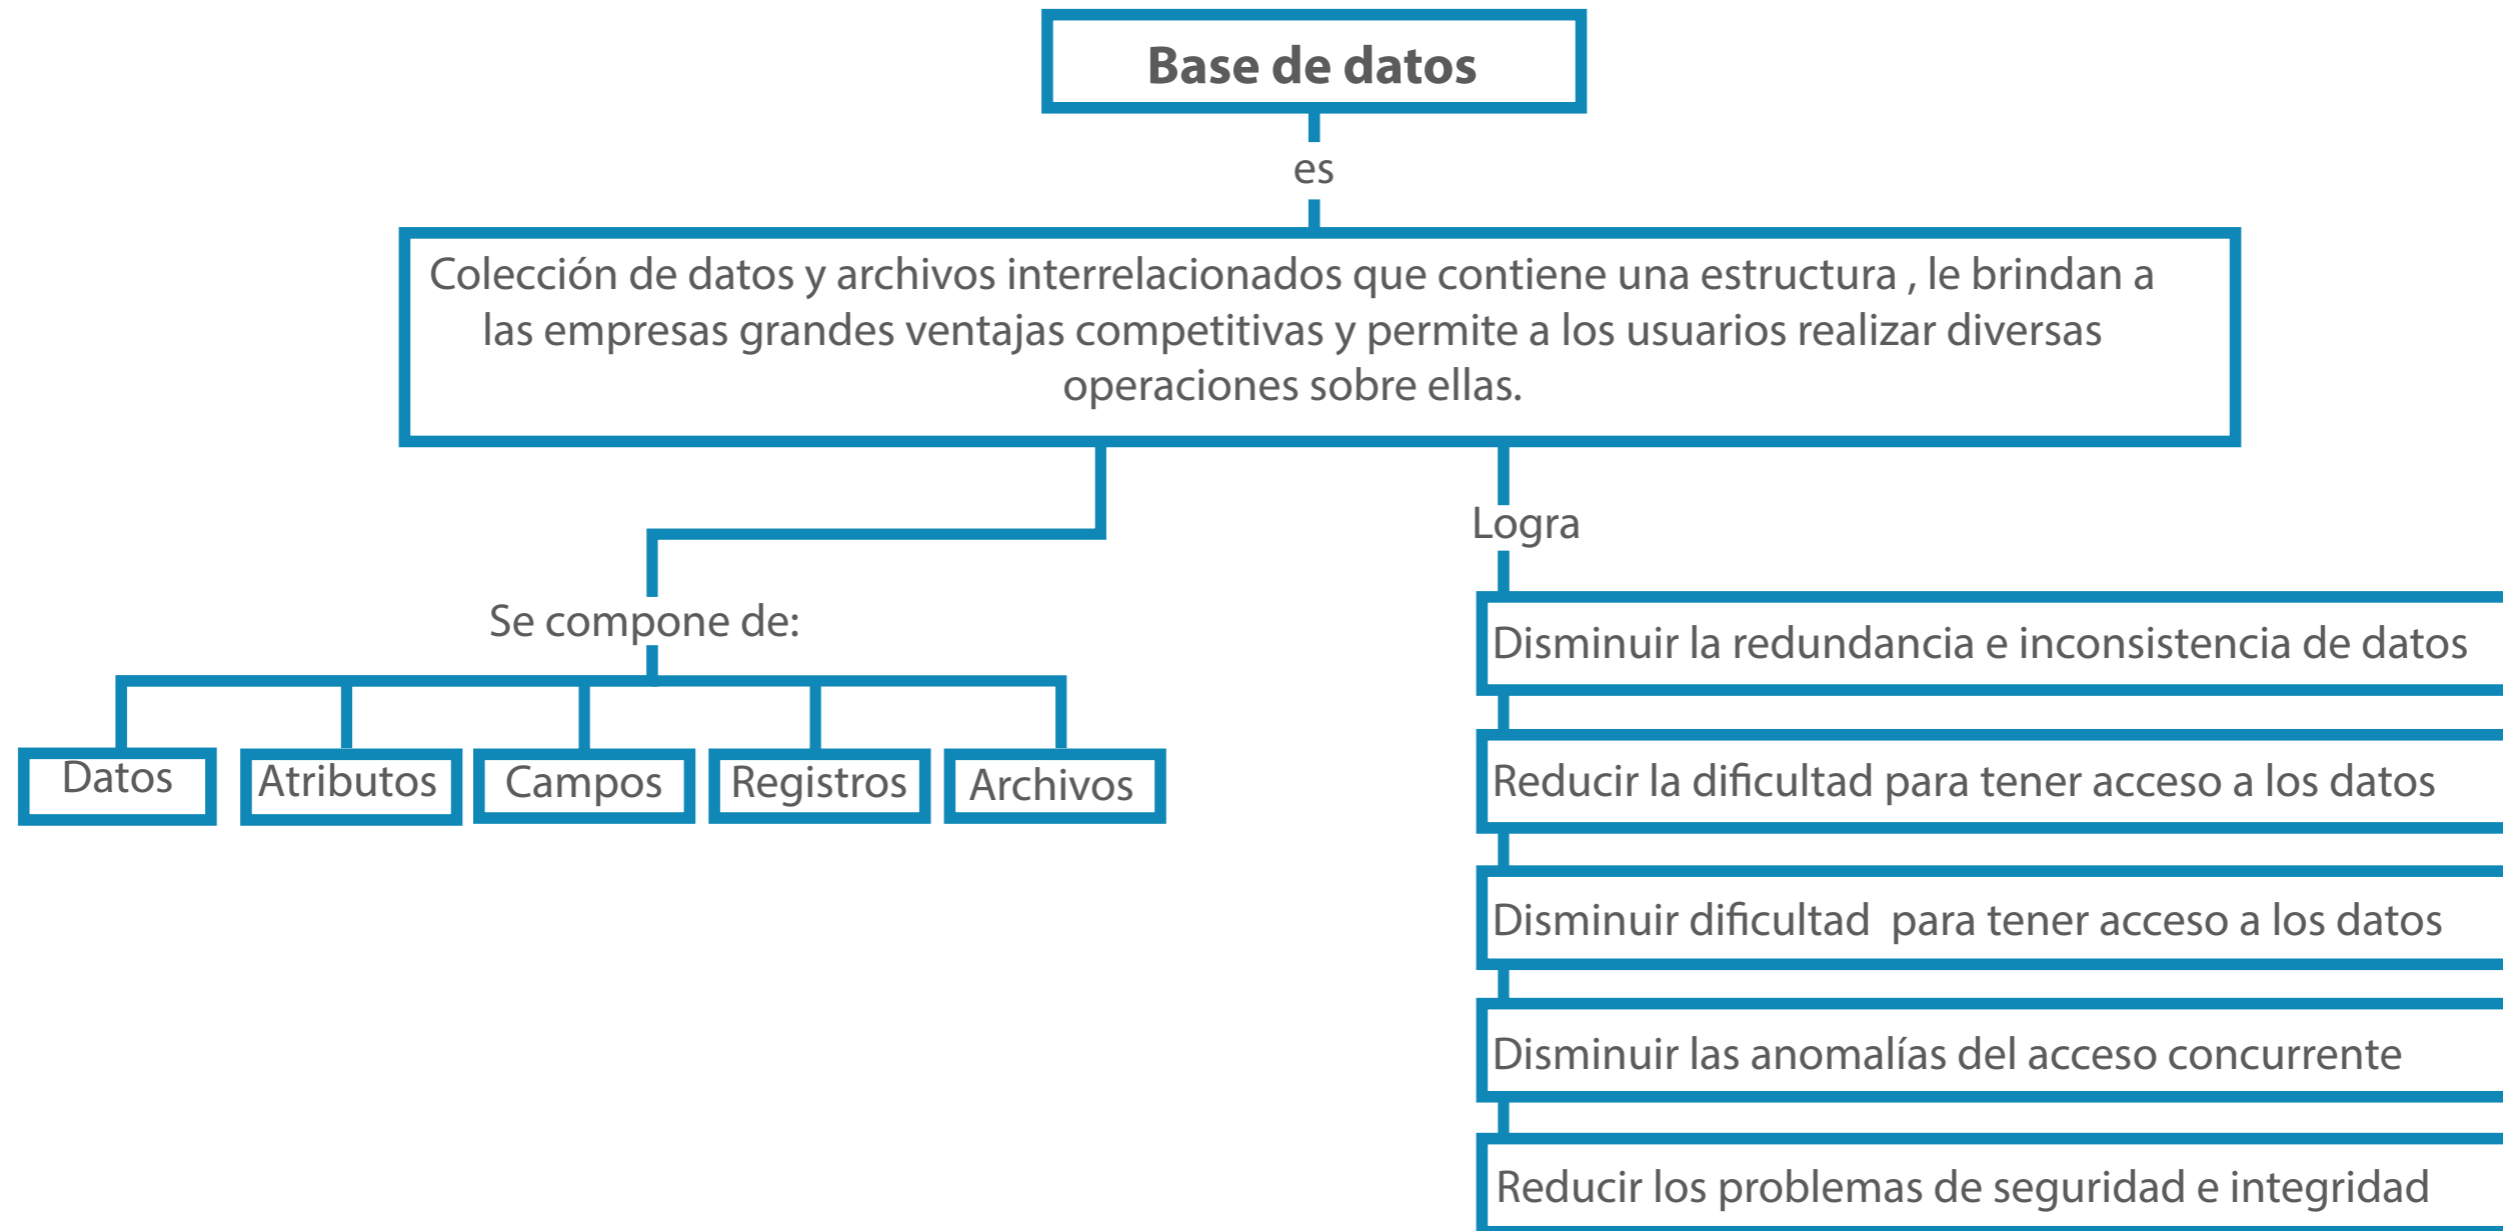 Base de datos
es
Colección de datos y archivos interrelacionados que contiene una estructura , le brindan a
las empresas grandes ventajas competitivas y permite a los usuarios realizar diversas
operaciones sobre ellas.
Se compone de:
Datos
Atributos
Campos
Registros
Archivos
Logra
Disminuir la redundancia e inconsistencia de datos
Reducir la dificultad para tener acceso a los datos
Disminuir dificultad  para tener acceso a los datos
Disminuir las anomalías del acceso concurrente
Reducir los problemas de seguridad e integridad